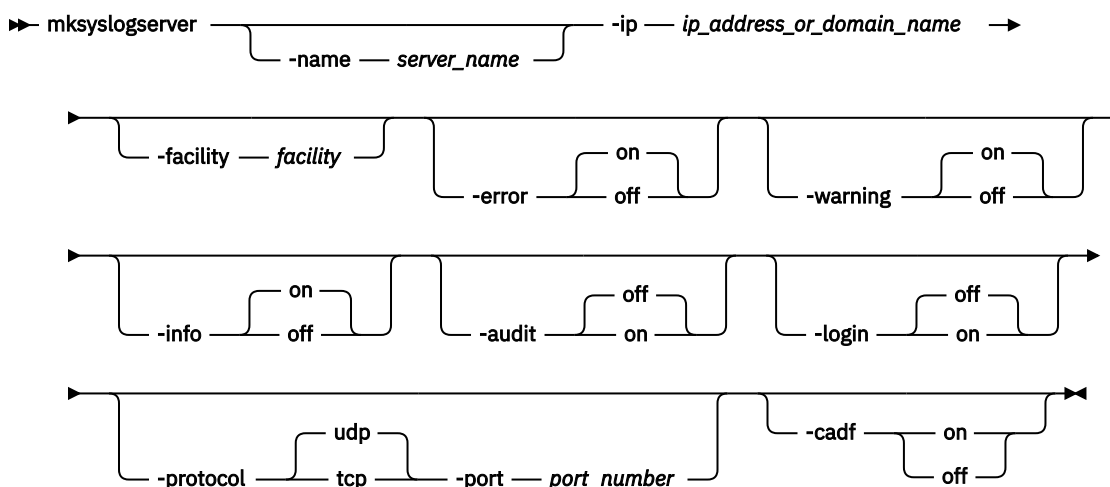 mksyslogserver -ip ip_address_or_domain_name
-name server_name
-facility facility
on on
-error off -warning off
on off off
-info off -audit on -login on
udp -cadf on
-protocol tcp -port port_number off